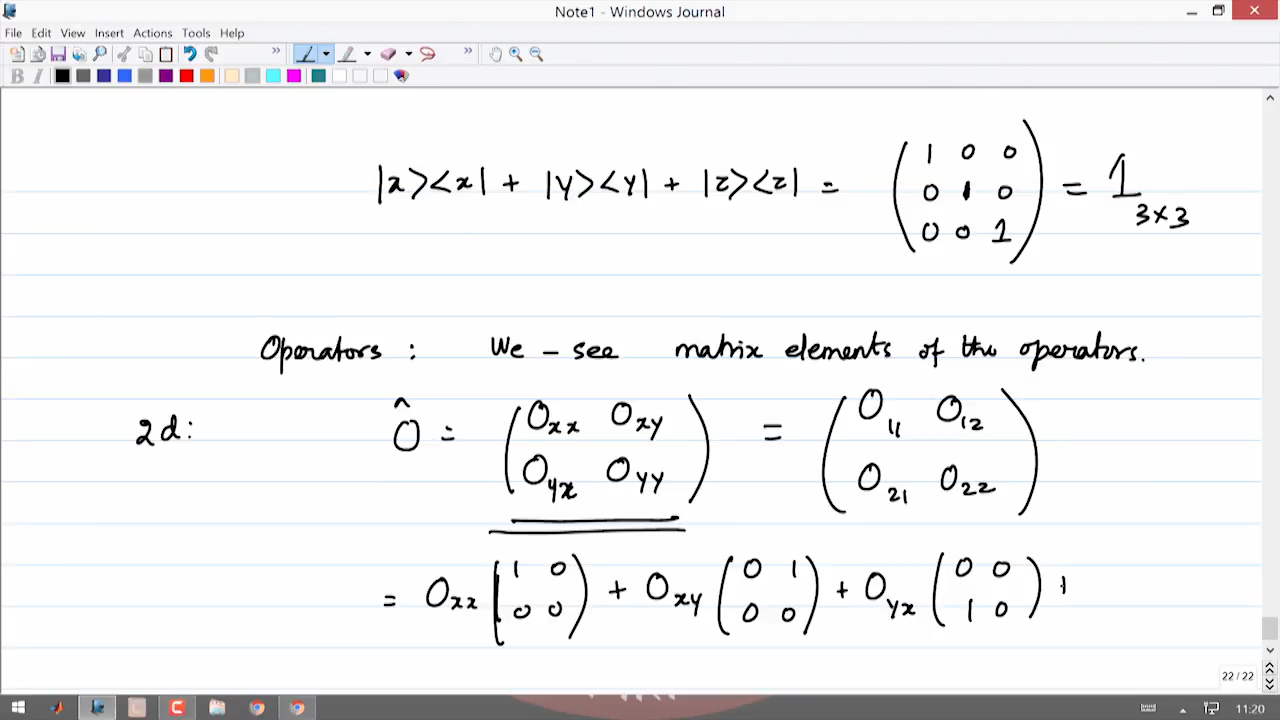 Note1 - Windows Journal
File Edit View Insert Actions Tools Help
|x><x| + |y><y| + |z><z| = (1 0 0
0 1 0
0 0 1) = 1 3×3
Operators : We - see matrix elements of the operators.
2d: Ô = (Oxx Oxy
Oyx Oyy) = (O11 O12
O21 O22)
= Oxx (1 0
0 0) + Oxy (0 1
0 0) + Oyx (0 0
1 0) +
22 / 22
11:20